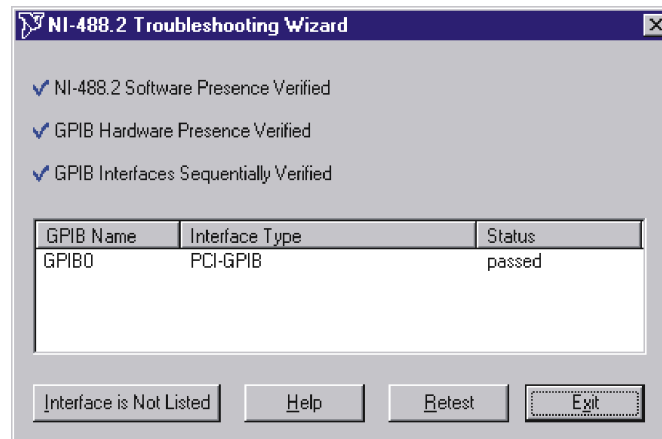 NI-488.2 Troubleshooting Wizard
NI-488.2 Software Presence Verified
GPIB Hardware Presence Verified
GPIB Interfaces Sequentially Verified
GPIB Name Interface Type Status
GPIB0 PCI-GPIB passed
Interface is Not Listed Help Retest Exit